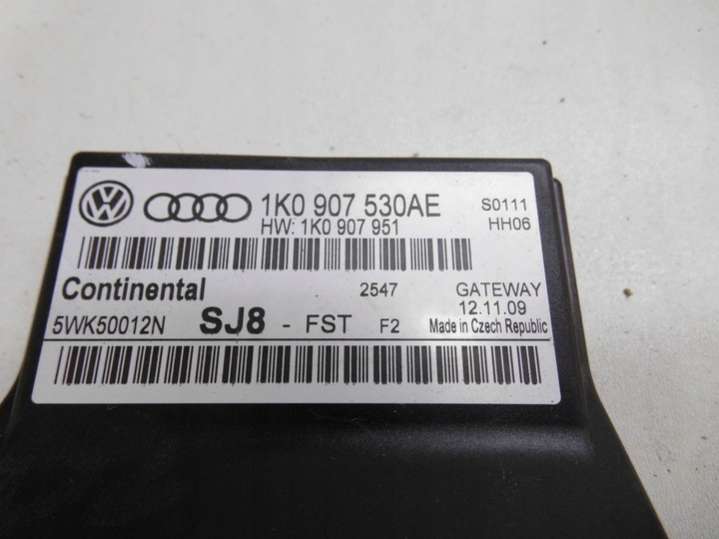 1K0 907 530AE S0111
HW: 1K0 907 951 HH06
Continental 2547 GATEWAY
12.11.09
5WK50012N SJ8 - FST F2 Made in Czech Republic